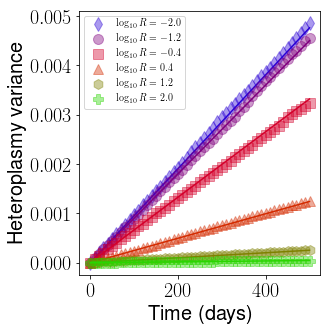 0.005
0.004
0.003
0.002
0.001
0.000
Heteroplasmy variance
log₁₀ R = −2.0
log₁₀ R = −1.2
log₁₀ R = −0.4
log₁₀ R = 0.4
log₁₀ R = 1.2
log₁₀ R = 2.0
0 200 400
Time (days)